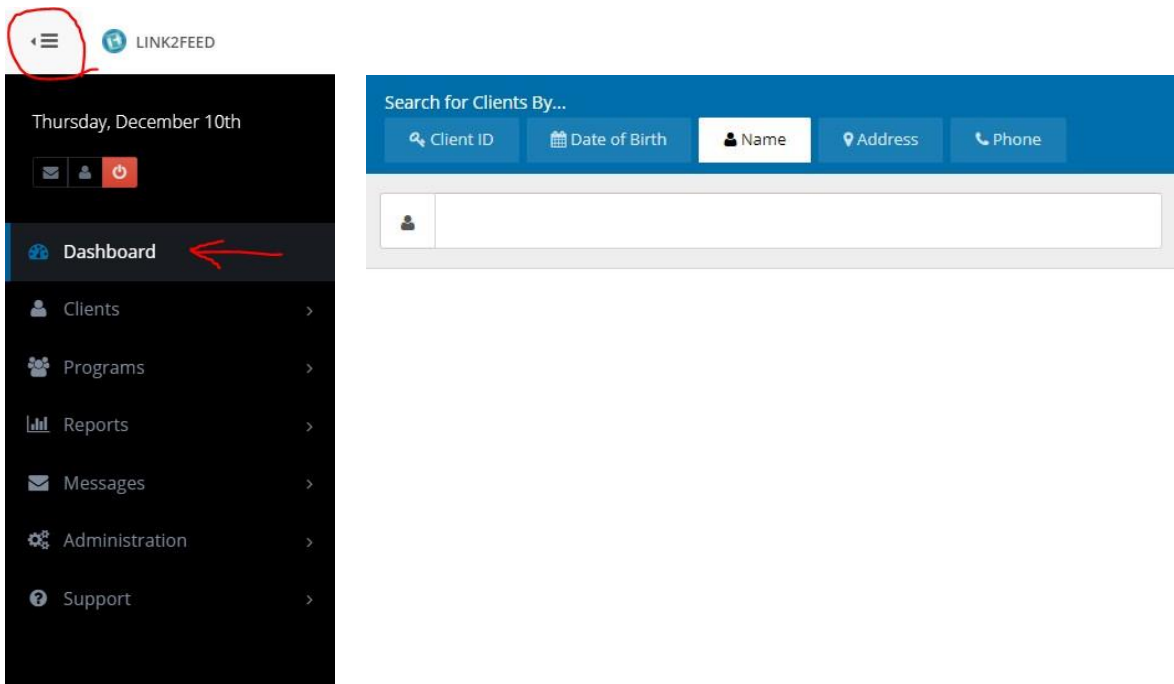 LINK2FEED
Thursday, December 10th
Dashboard
Clients
Programs
Reports
Messages
Administration
Support
Search for Clients By...
Client ID Date of Birth Name Address Phone